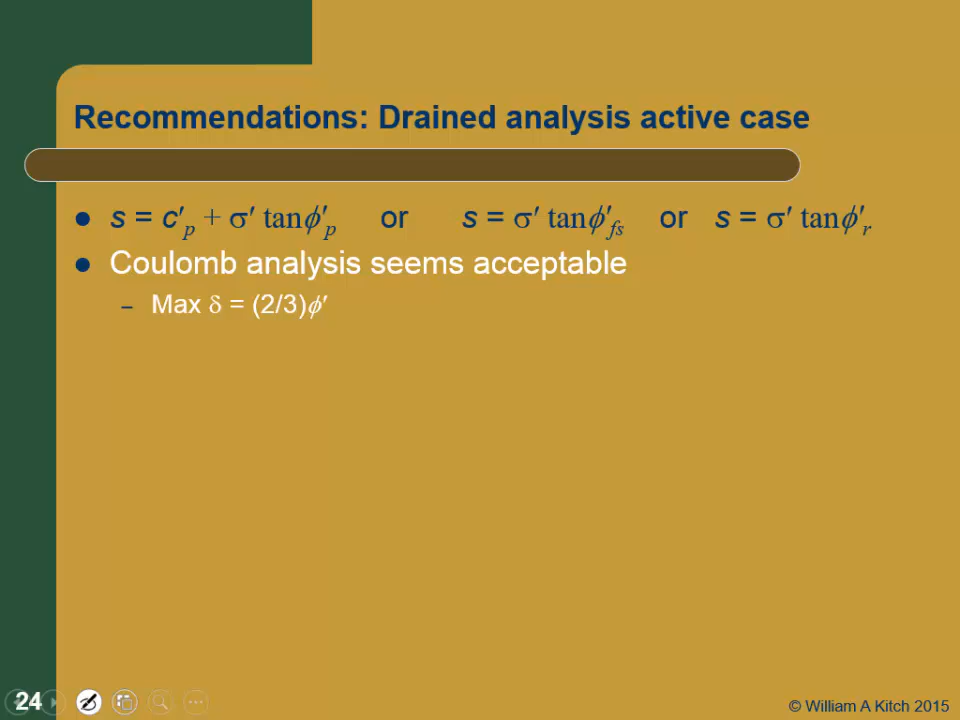 Recommendations: Drained analysis active case
● s = c′p + σ′ tanϕ′p or s = σ′ tanϕ′fs or s = σ′ tanϕ′r
● Coulomb analysis seems acceptable
– Max δ = (2/3)ϕ′
24
© William A Kitch 2015